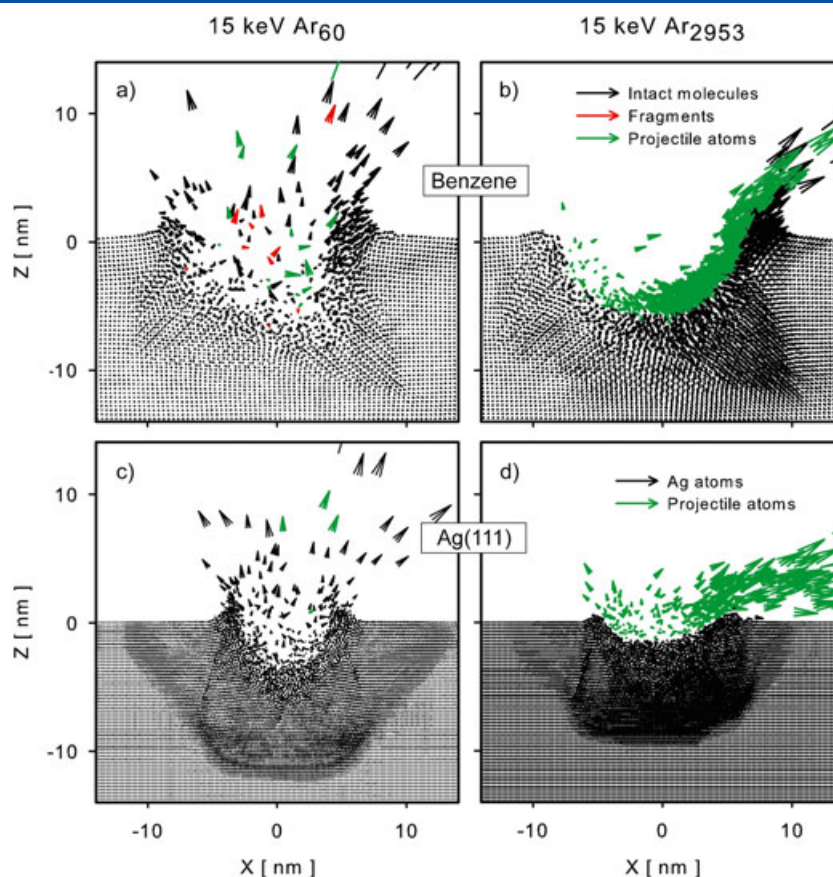 15 keV Ar60
15 keV Ar2953
a)
b)
Intact molecules
Fragments
Projectile atoms
Benzene
10
0
-10
Z [ nm ]
c)
d)
Ag atoms
Projectile atoms
Ag(111)
10
0
-10
Z [ nm ]
-10 0 10
-10 0 10
X [ nm ]
X [ nm ]